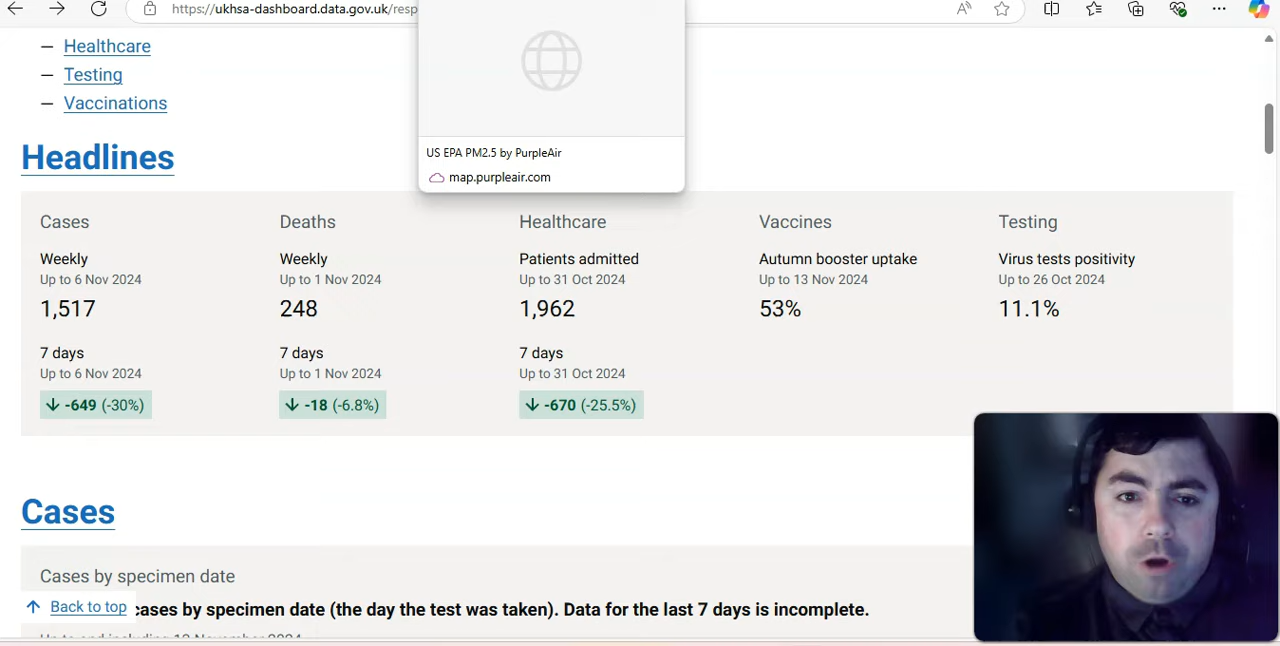 https://ukhsa-dashboard.data.gov.uk/resp
– Healthcare
– Testing
– Vaccinations
US EPA PM2.5 by PurpleAir
map.purpleair.com
Headlines
Cases
Weekly
Up to 6 Nov 2024
1,517
7 days
Up to 6 Nov 2024
↓ -649 (-30%)
Deaths
Weekly
Up to 1 Nov 2024
248
7 days
Up to 1 Nov 2024
↓ -18 (-6.8%)
Healthcare
Patients admitted
Up to 31 Oct 2024
1,962
7 days
Up to 31 Oct 2024
↓ -670 (-25.5%)
Vaccines
Autumn booster uptake
Up to 13 Nov 2024
53%
Testing
Virus tests positivity
Up to 26 Oct 2024
11.1%
Cases
Cases by specimen date
↑ Back to top
cases by specimen date (the day the test was taken). Data for the last 7 days is incomplete.